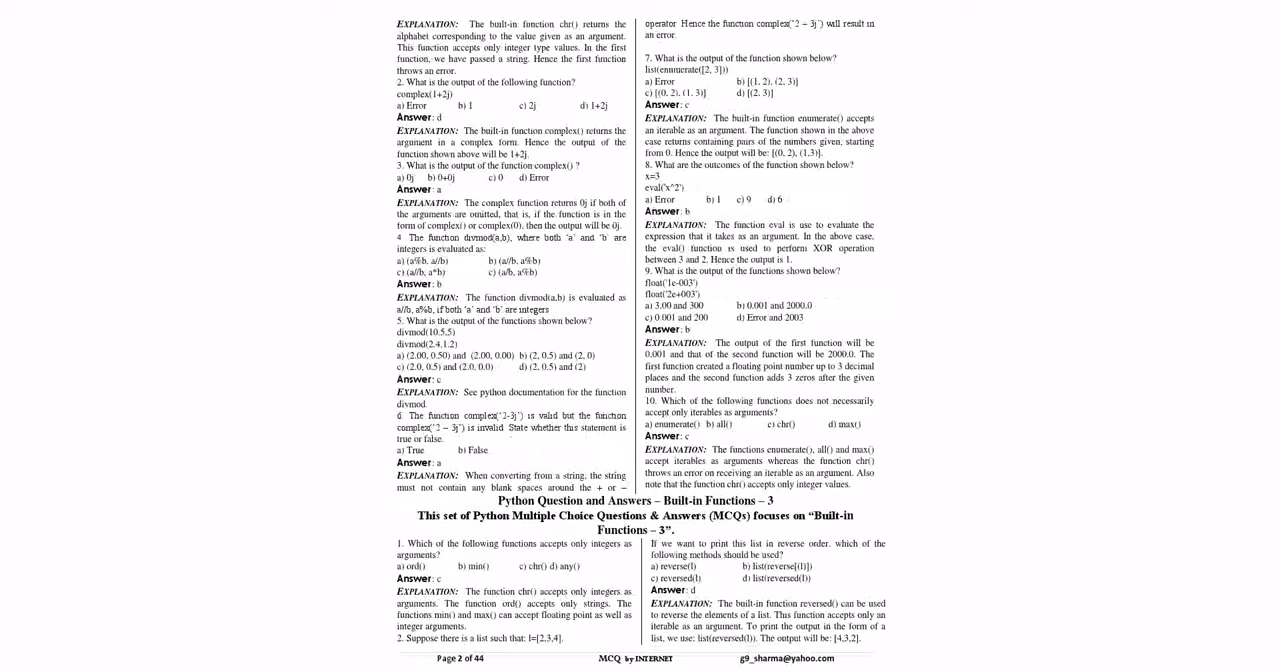 EXPLANATION: The built-in function chr() returns the
alphabet corresponding to the value given as an argument.
This function accepts only integer type values. In the first
function, we have passed a string. Hence the first function
throws an error.
2. What is the output of the following function?
complex(1+2j)
a) Error b) 1 c) 2j d) 1+2j
Answer: d
EXPLANATION: The built-in function complex() returns the
argument in a complex form. Hence the output of the
function shown above will be 1+2j.
3. What is the output of the function complex() ?
a) 0j b) 0+0j c) 0 d) Error
Answer: a
EXPLANATION: The complex function returns 0j if both of
the arguments are omitted, that is, if the function is in the
form of complex() or complex(0), then the output will be 0j.
4 The function divmod(a,b), where both 'a' and 'b' are
integers is evaluated as:
a) (a%b, a//b) b) (a//b, a%b)
c) (a//b, a*b) c) (a/b, a%b)
Answer: b
EXPLANATION: The function divmod(a,b) is evaluated as
a//b, a%b, if both 'a' and 'b' are integers
5. What is the output of the functions shown below?
divmod(10.5,5)
divmod(2.4,1.2)
a) (2.00, 0.50) and (2.00, 0.00) b) (2, 0.5) and (2, 0)
c) (2.0, 0.5) and (2.0, 0.0) d) (2, 0.5) and (2)
Answer: c
EXPLANATION: See python documentation for the function
divmod.
6 The function complex('2-3j') is valid but the function
complex('2 – 3j') is invalid State whether this statement is
true or false.
a) True b) False
Answer: a
EXPLANATION: When converting from a string, the string
must not contain any blank spaces around the + or –
operator Hence the function complex('2 – 3j') will result in
an error.
7. What is the output of the function shown below?
list(enumerate([2, 3]))
a) Error b) [(1, 2), (2, 3)]
c) [(0, 2), (1, 3)] d) [(2, 3)]
Answer: c
EXPLANATION: The built-in function enumerate() accepts
an iterable as an argument. The function shown in the above
case returns containing pairs of the numbers given, starting
from 0. Hence the output will be: [(0, 2), (1,3)].
8. What are the outcomes of the function shown below?
x=3
eval('x^2')
a) Error b) 1 c) 9 d) 6
Answer: b
EXPLANATION: The function eval is use to evaluate the
expression that it takes as an argument. In the above case,
the eval() function is used to perform XOR operation
between 3 and 2. Hence the output is 1.
9. What is the output of the functions shown below?
float('1e-003')
float('2e+003')
a) 3.00 and 300 b) 0.001 and 2000.0
c) 0.001 and 200 d) Error and 2003
Answer: b
EXPLANATION: The output of the first function will be
0.001 and that of the second function will be 2000.0. The
first function created a floating point number up to 3 decimal
places and the second function adds 3 zeros after the given
number.
10. Which of the following functions does not necessarily
accept only iterables as arguments?
a) enumerate() b) all() c) chr() d) max()
Answer: c
EXPLANATION: The functions enumerate(), all() and max()
accept iterables as arguments whereas the function chr()
throws an error on receiving an iterable as an argument. Also
note that the function chr() accepts only integer values.
Python Question and Answers – Built-in Functions – 3
This set of Python Multiple Choice Questions & Answers (MCQs) focuses on “Built-in
Functions – 3”.
1. Which of the following functions accepts only integers as
arguments?
a) ord() b) min() c) chr() d) any()
Answer: c
EXPLANATION: The function chr() accepts only integers as
arguments. The function ord() accepts only strings. The
functions min() and max() can accept floating point as well as
integer arguments.
2. Suppose there is a list such that: l=[2,3,4].
If we want to print this list in reverse order, which of the
following methods should be used?
a) reverse(l) b) list(reverse[(l)])
c) reversed(l) d) list(reversed(l))
Answer: d
EXPLANATION: The built-in function reversed() can be used
to reverse the elements of a list. This function accepts only an
iterable as an argument. To print the output in the form of a
list, we use: list(reversed(l)). The output will be: [4,3,2].
Page 2 of 44 MCQ by INTERNET g9_sharma@yahoo.com